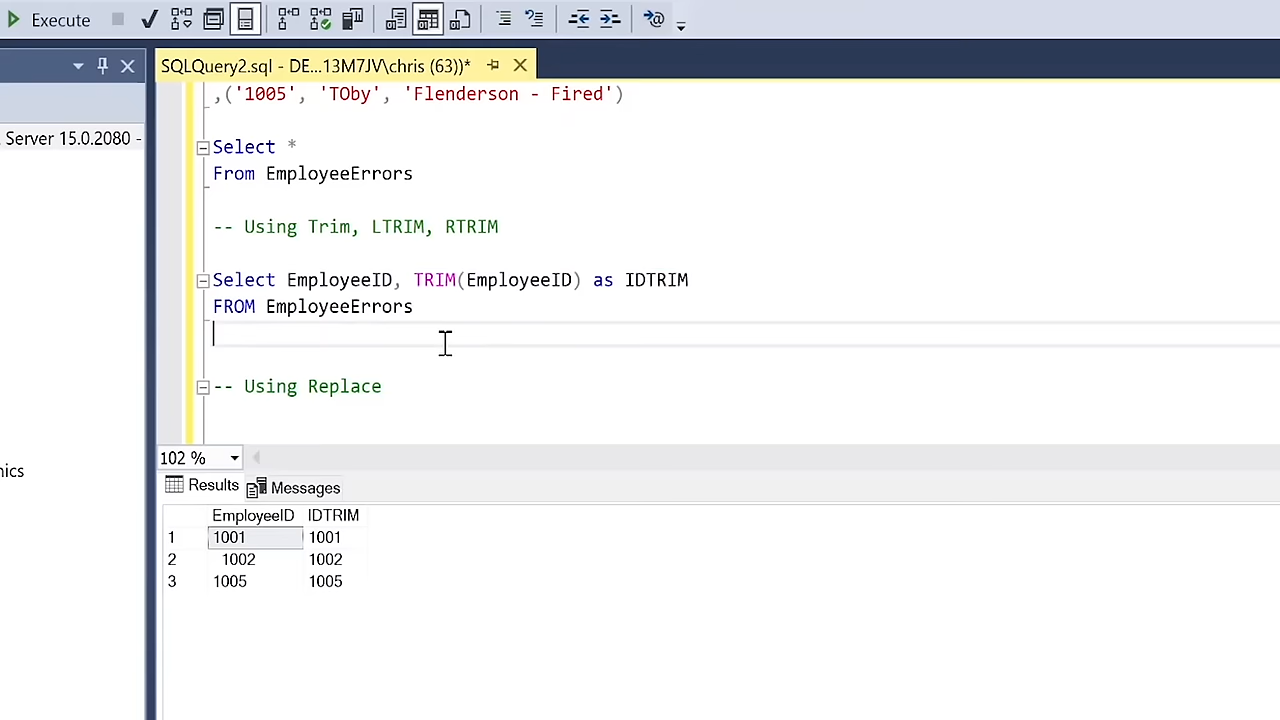 Execute
SQLQuery2.sql - DE...13M7JV\chris (63))*
Server 15.0.2080 -
,('1005', 'TOby', 'Flenderson - Fired')
Select *
From EmployeeErrors
-- Using Trim, LTRIM, RTRIM
Select EmployeeID, TRIM(EmployeeID) as IDTRIM
FROM EmployeeErrors
-- Using Replace
102 %
nics
Results Messages
EmployeeID IDTRIM
1 1001 1001
2 1002 1002
3 1005 1005